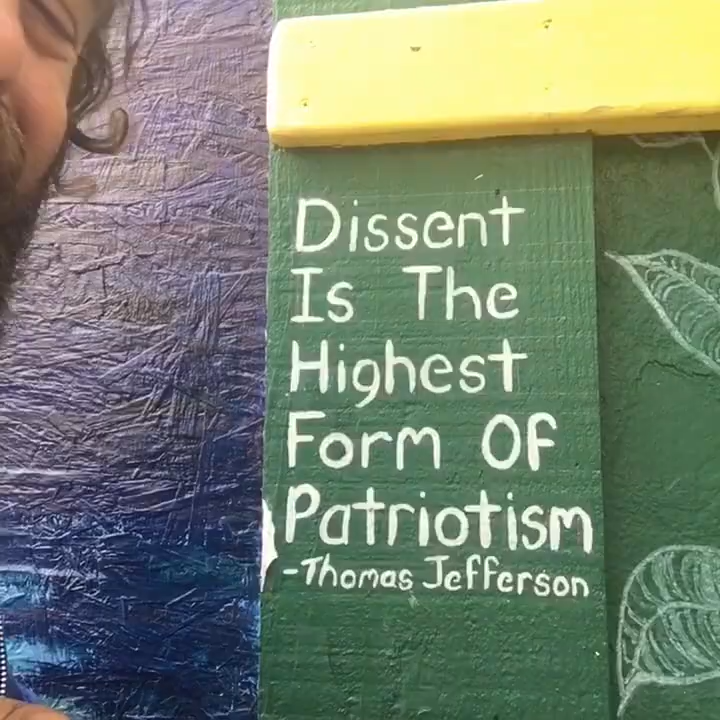 Dissent
Is The
Highest
Form Of
Patriotism
-Thomas Jefferson